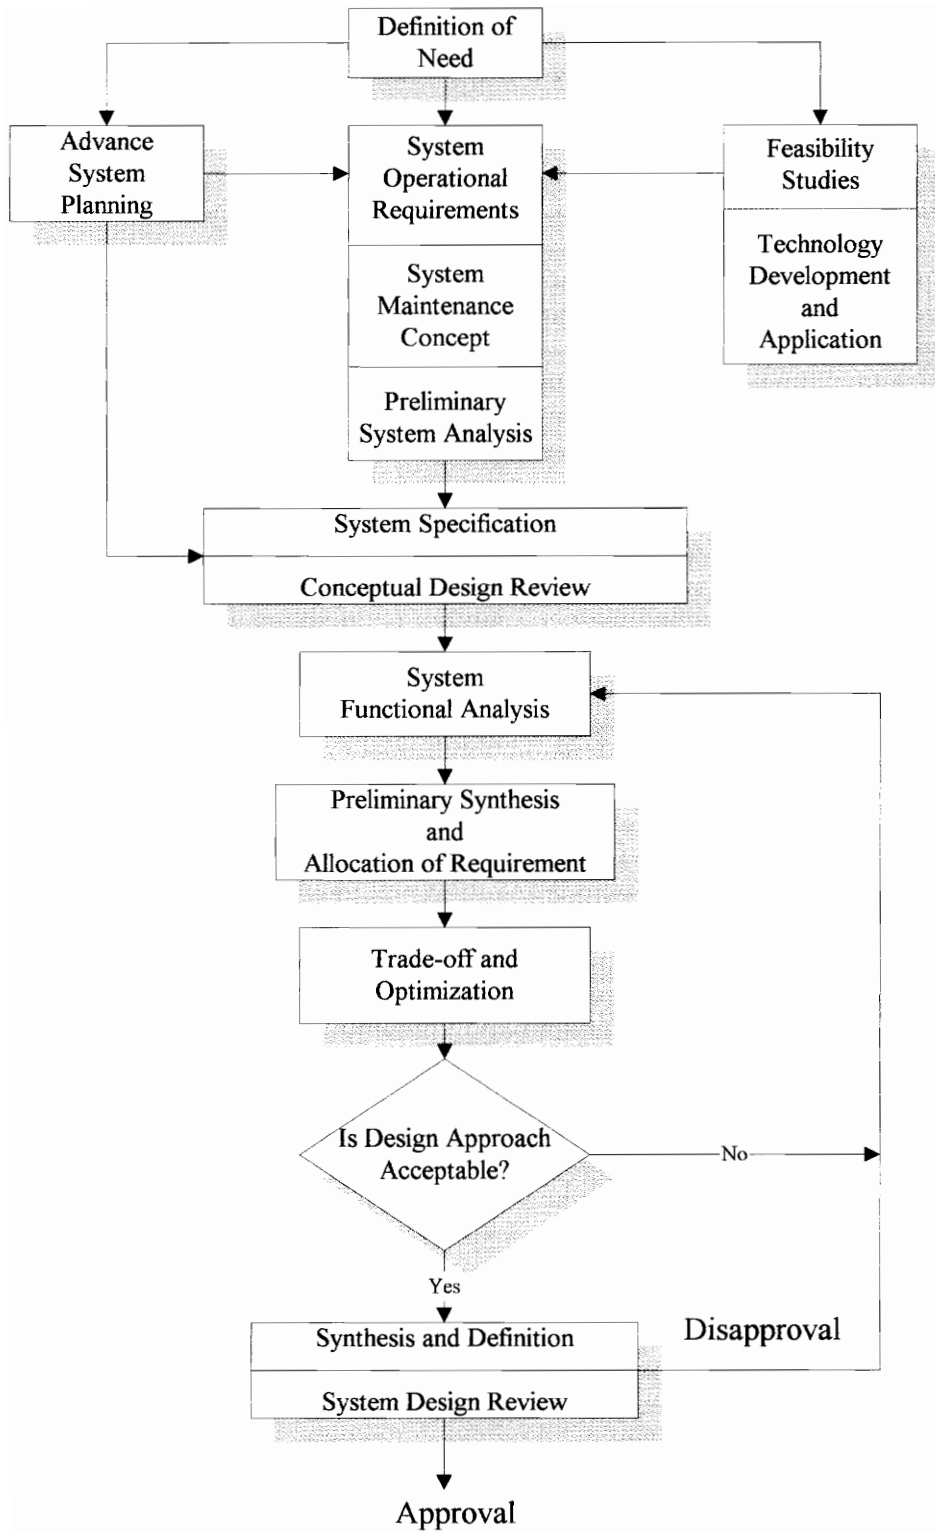 Definition of
Need
Advance
System
Planning
System
Operational
Requirements
Feasibility
Studies
System
Maintenance
Concept
Technology
Development
and
Application
Preliminary
System Analysis
System Specification
Conceptual Design Review
System
Functional Analysis
Preliminary Synthesis
and
Allocation of Requirement
Trade-off and
Optimization
Is Design Approach
Acceptable?
No
Yes
Synthesis and Definition
Disapproval
System Design Review
Approval